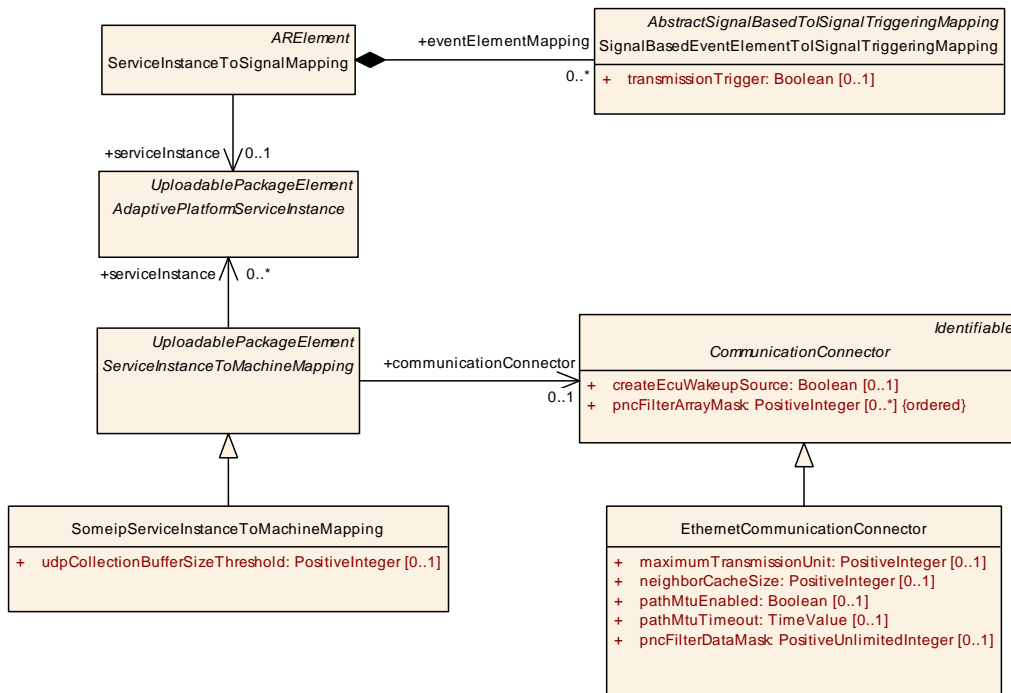 ARElement
ServiceInstanceToSignalMapping
+eventElementMapping
0..*
AbstractSignalBasedToISignalTriggeringMapping
SignalBasedEventElementToISignalTriggeringMapping
+ transmissionTrigger: Boolean [0..1]
+serviceInstance
0..1
UploadablePackageElement
AdaptivePlatformServiceInstance
+serviceInstance
0..*
UploadablePackageElement
ServiceInstanceToMachineMapping
+communicationConnector
0..1
Identifiable
CommunicationConnector
+ createEcuWakeupSource: Boolean [0..1]
+ pncFilterArrayMask: PositiveInteger [0..*] {ordered}
SomeipServiceInstanceToMachineMapping
+ udpCollectionBufferSizeThreshold: PositiveInteger [0..1]
EthernetCommunicationConnector
+ maximumTransmissionUnit: PositiveInteger [0..1]
+ neighborCacheSize: PositiveInteger [0..1]
+ pathMtuEnabled: Boolean [0..1]
+ pathMtuTimeout: TimeValue [0..1]
+ pncFilterDataMask: PositiveUnlimitedInteger [0..1]